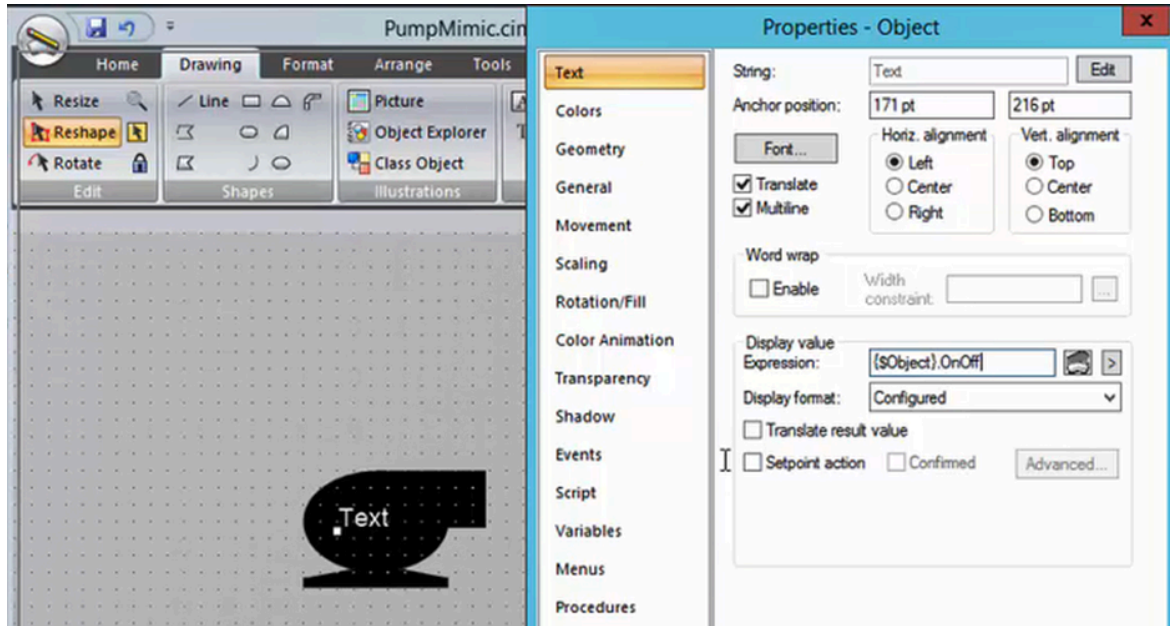 PumpMimic.cim
Home Drawing Format Arrange Tools
Resize Line Picture
Reshape Object Explorer
Rotate Class Object
Edit Shapes Illustrations
Text
Properties - Object
Text
Colors
Geometry
General
Movement
Scaling
Rotation/Fill
Color Animation
Transparency
Shadow
Events
Script
Variables
Menus
Procedures
String: Text Edit
Anchor position: 171 pt 216 pt
Font... Horiz. alignment Vert. alignment
Left Top
Translate Center Center
Multiline Right Bottom
Word wrap
Enable Width constraint: ...
Display value
Expression: {$Object}.OnOff >
Display format: Configured
Translate result value
Setpoint action Confirmed Advanced...